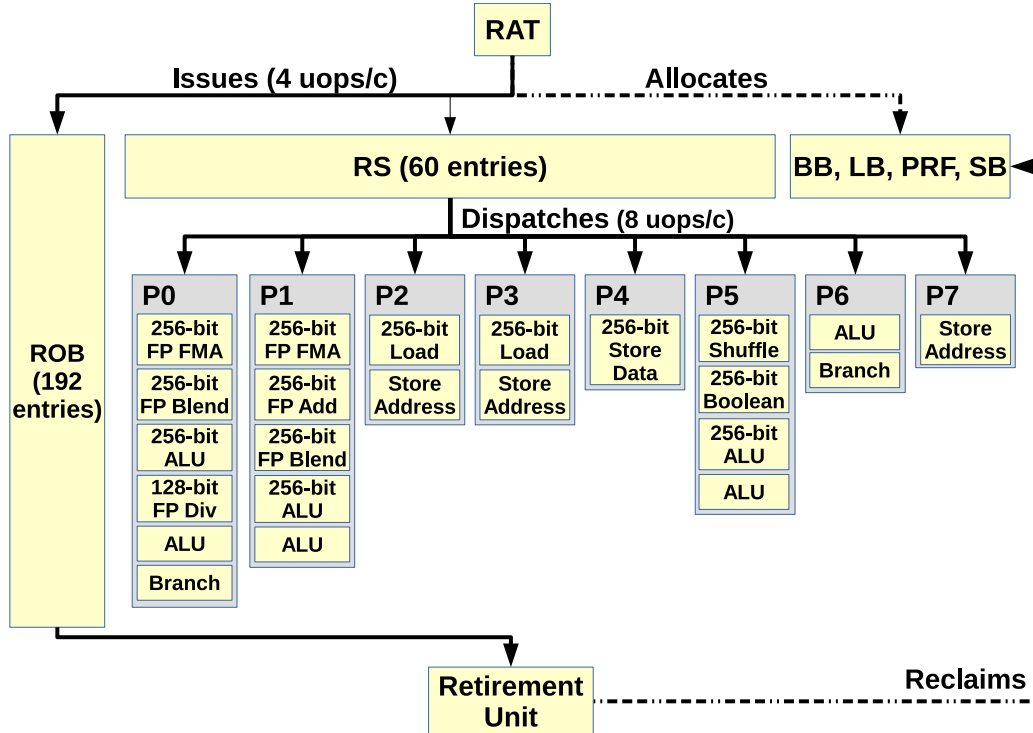 RAT
Issues (4 uops/c)
Allocates
RS (60 entries)
BB, LB, PRF, SB
Dispatches (8 uops/c)
ROB
(192
entries)
P0
256-bit
FP FMA
256-bit
FP Blend
256-bit
ALU
128-bit
FP Div
ALU
Branch
P1
256-bit
FP FMA
256-bit
FP Add
256-bit
FP Blend
256-bit
ALU
ALU
P2
256-bit
Load
Store
Address
P3
256-bit
Load
Store
Address
P4
256-bit
Store
Data
P5
256-bit
Shuffle
256-bit
Boolean
256-bit
ALU
ALU
P6
ALU
Branch
P7
Store
Address
Retirement
Unit
Reclaims